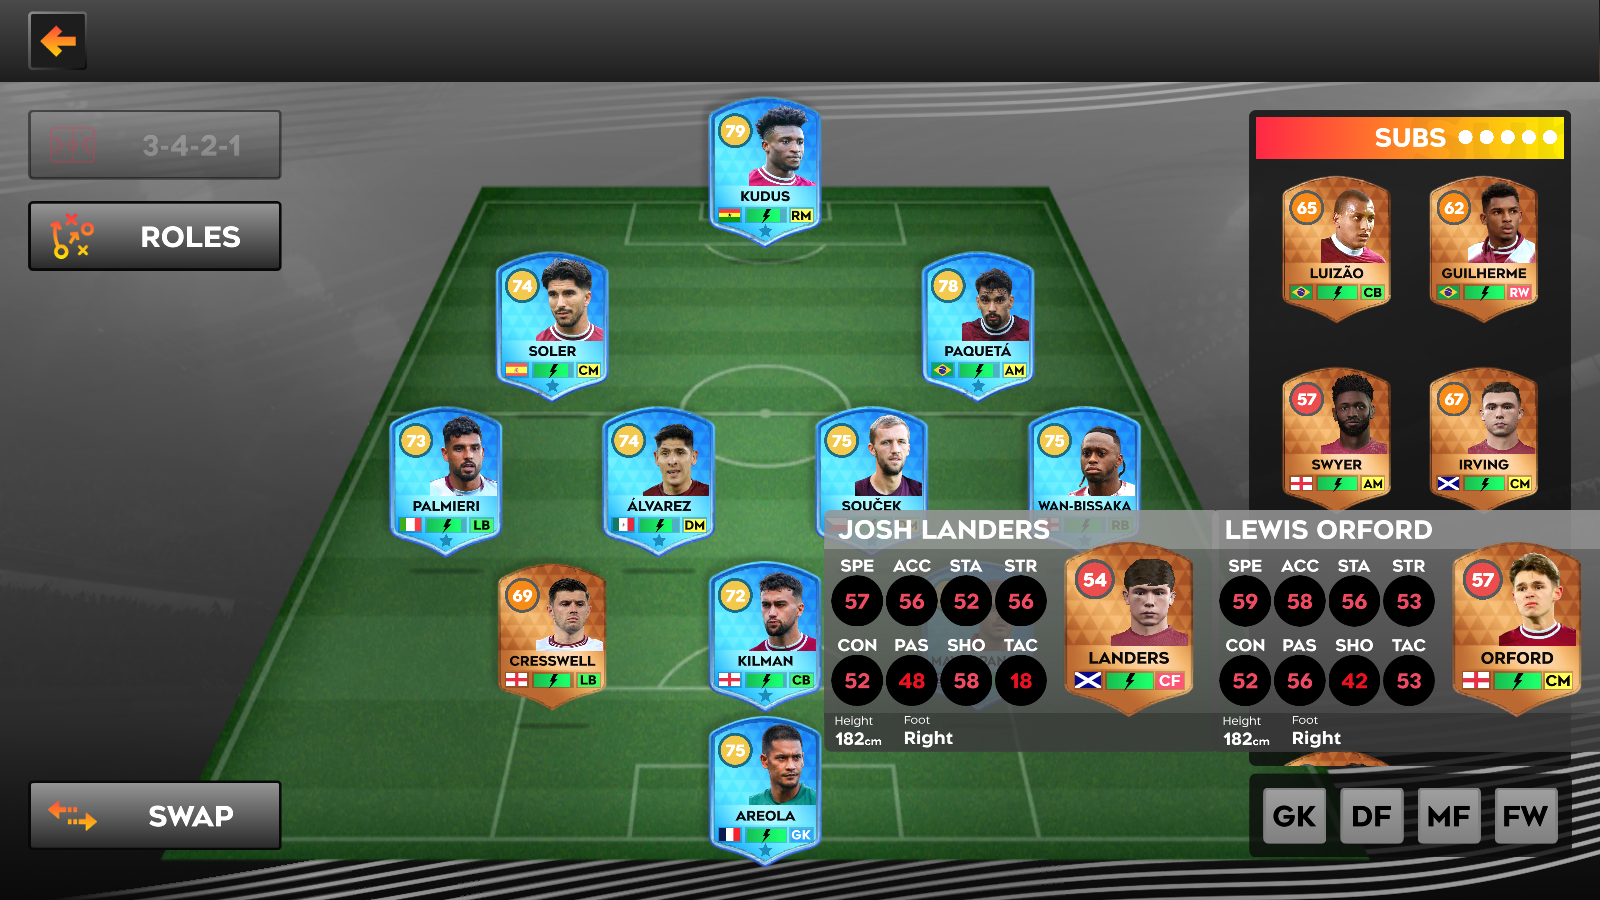 3-4-2-1
ROLES
SWAP
79
KUDUS
RM
74
SOLER
CM
78
PAQUETÁ
AM
73
PALMIERI
LB
74
ÁLVAREZ
DM
75
SOUČEK
75
WAN-BISSAKA
RB
69
CRESSWELL
LB
72
KILMAN
CB
75
AREOLA
GK
SUBS
65
LUIZÃO
CB
62
GUILHERME
RW
57
SWYER
AM
67
IRVING
CM
JOSH LANDERS
SPE ACC STA STR
57 56 52 56
CON PAS SHO TAC
52 48 58 18
Height Foot
182cm Right
54
LANDERS
CF
LEWIS ORFORD
SPE ACC STA STR
59 58 56 53
CON PAS SHO TAC
52 56 42 53
Height Foot
182cm Right
57
ORFORD
CM
GK DF MF FW